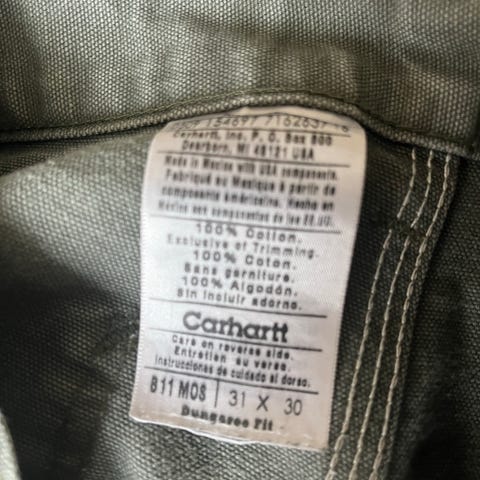 Carhartt, Inc. P. O. Box 600
Dearborn, MI 48121 USA
Made in Mexico with USA components.
Fabriqué au Mexique à partir de
composants américains. Hecho en
México con componentes de los EE.UU.
100% Cotton.
Exclusive of Trimming.
100% Coton.
Sans garniture.
100% Algodón.
Sin incluir adorno.
Carhartt
Care on reverse side.
Entretien au verso.
Instrucciones de cuidado al dorso.
B11 MOS 31 X 30
Dungaree Fit